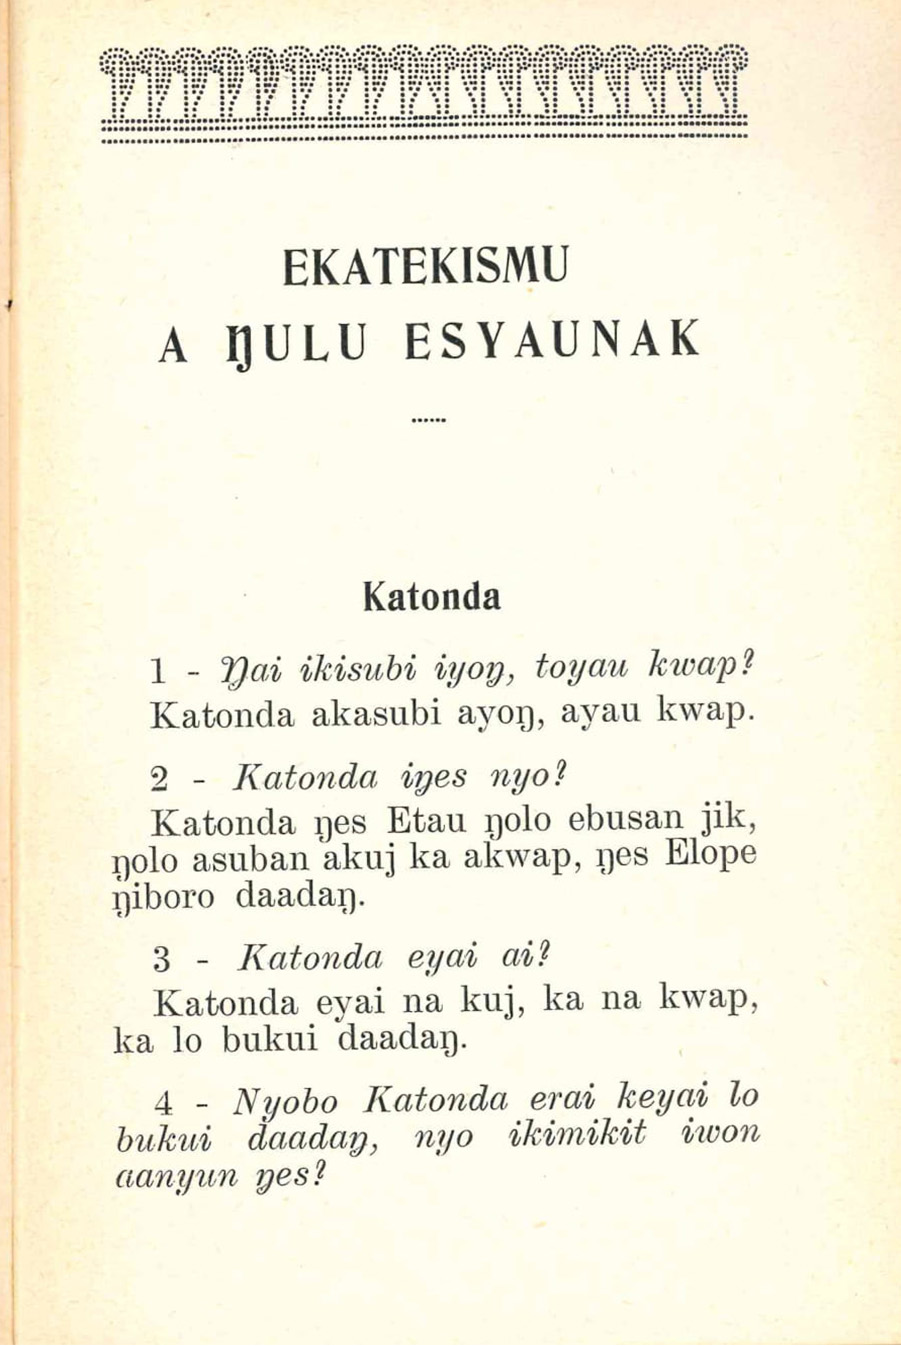 EKATEKISMU
A ŊULU ESYAUNAK
Katonda
1 - Ŋai ikisubi iyoŋ, toyau kwap?
Katonda akasubi ayoŋ, ayau kwap.
2 - Katonda iŋes nyo?
Katonda ŋes Etau ŋolo ebusan jik,
ŋolo asuban akuj ka akwap, ŋes Elope
ŋiboro daadaŋ.
3 - Katonda eyai ai?
Katonda eyai na kuj, ka na kwap,
ka lo bukui daadaŋ.
4 - Nyobo Katonda erai keyai lo
bukui daadaŋ, nyo ikimikit iwon
aanyun ŋes?